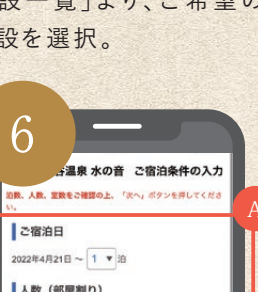 設一覧」より、ご希望の
設を選択。
6
温泉 水の音 ご宿泊条件の入力
泊数、人数、室数をご確認の上、「次へ」ボタンを押してくださ
い。
A
ご宿泊日
2022年4月21日 ～ 1 ▼ 泊
人数（部屋割り）